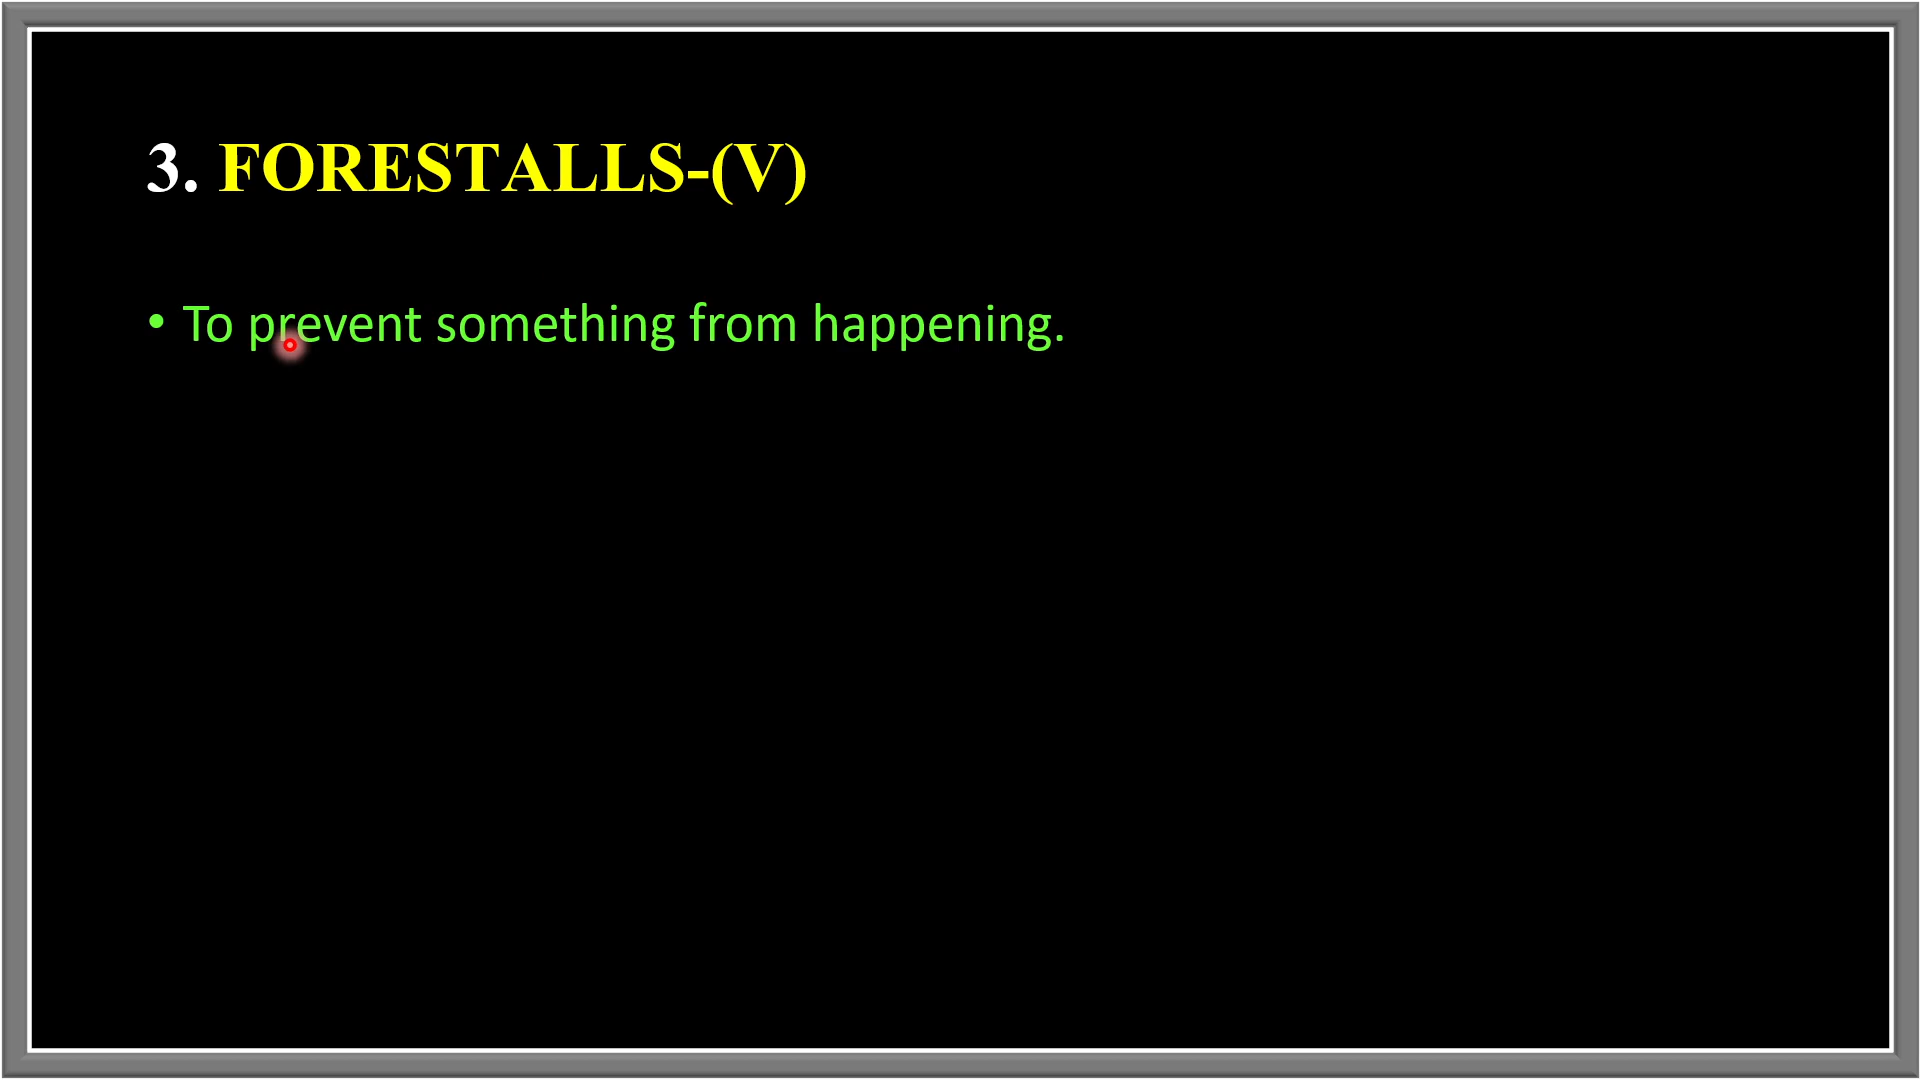 3. FORESTALLS-(V)
• To prevent something from happening.